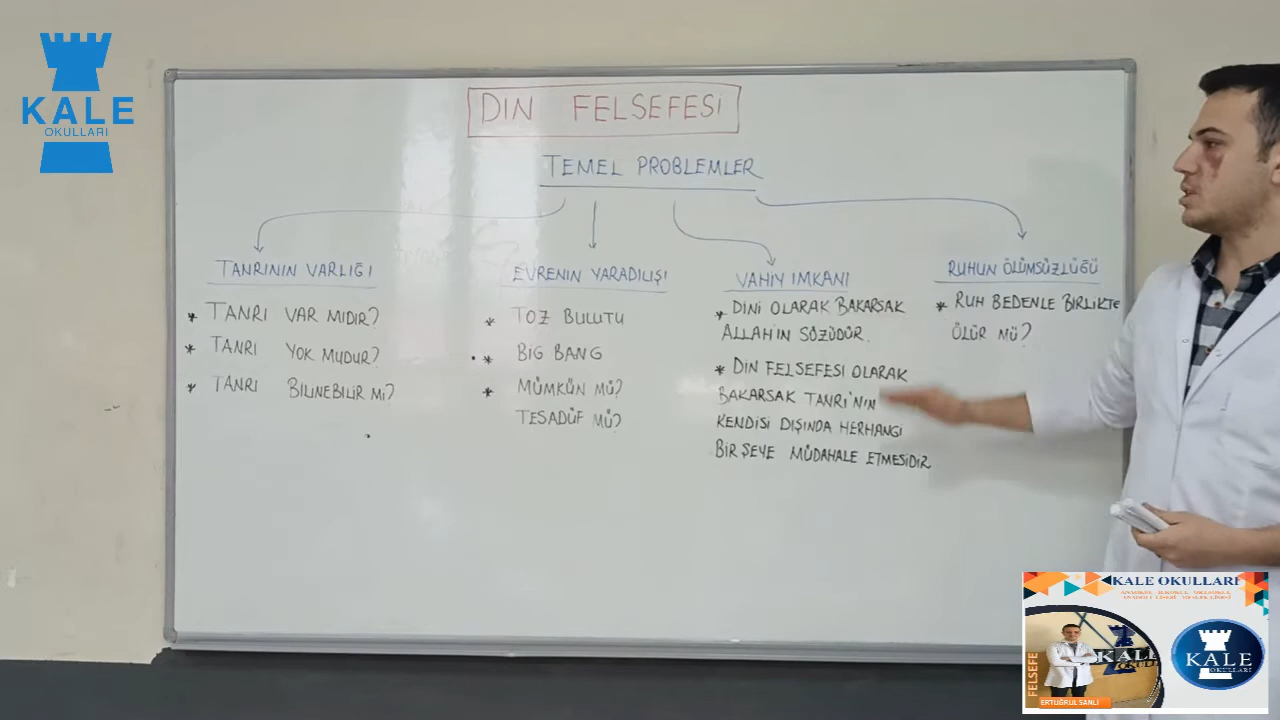 KALE
OKULLARI
DIN FELSEFESİ
TEMEL PROBLEMLER
TANRININ VARLIĞI
* TANRI VAR MIDIR?
* TANRI YOK MUDUR?
* TANRI BILINEBILIR Mİ?
EVRENIN YARADILIŞI
* TOZ BULUTU
* BIG BANG
* MÜMKÜN MÜ?
TESADÜF MÜ?
VAHIY IMKANI
* DINI OLARAK BAKARSAK
ALLAH'IN SÖZÜDÜR.
* DIN FELSEFESI OLARAK
BAKARSAK TANRI'NIN
KENDISI DIŞINDA HERHANGI
BIR ŞEYE MÜDAHALE ETMESIDIR
RUHUN ÖLÜMSÜZLÜĞÜ
* RUH BEDENLE BIRLIKTE
ÖLÜR MÜ?
KALE OKULLARI
FELSEFE
KALE
ERTUĞRUL SANLI
KALE
OKULLARI